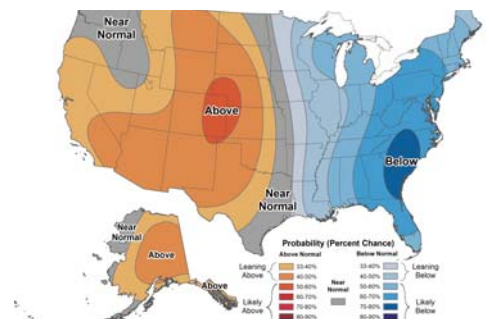 Near
Normal
Above
Below
Near
Normal
Near
Normal
Above
Above
Probability (Percent Chance)
Above Normal
Below Normal
Leaning
Above
Likely
Above
33-40%
40-50%
50-60%
60-70%
70-80%
80-90%
Near
Normal
33-40%
40-50%
50-60%
60-70%
70-80%
80-90%
Leaning
Below
Likely
Below